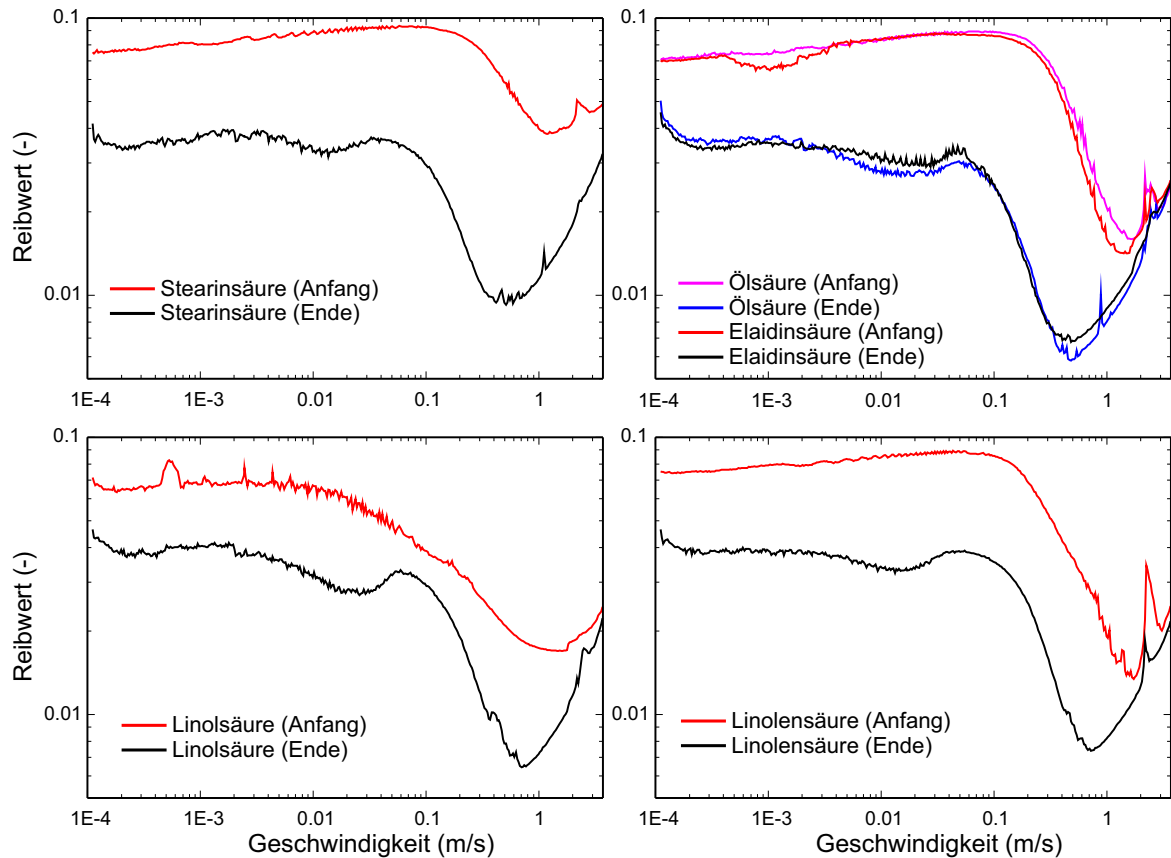 0.1
0.01
Reibwert (-)
Stearinsäure (Anfang)
Stearinsäure (Ende)
1E-4 1E-3 0.01 0.1 1
0.1
0.01
Ölsäure (Anfang)
Ölsäure (Ende)
Elaidinsäure (Anfang)
Elaidinsäure (Ende)
1E-4 1E-3 0.01 0.1 1
0.1
0.01
Reibwert (-)
Linolsäure (Anfang)
Linolsäure (Ende)
1E-4 1E-3 0.01 0.1 1
Geschwindigkeit (m/s)
0.1
0.01
Linolensäure (Anfang)
Linolensäure (Ende)
1E-4 1E-3 0.01 0.1 1
Geschwindigkeit (m/s)